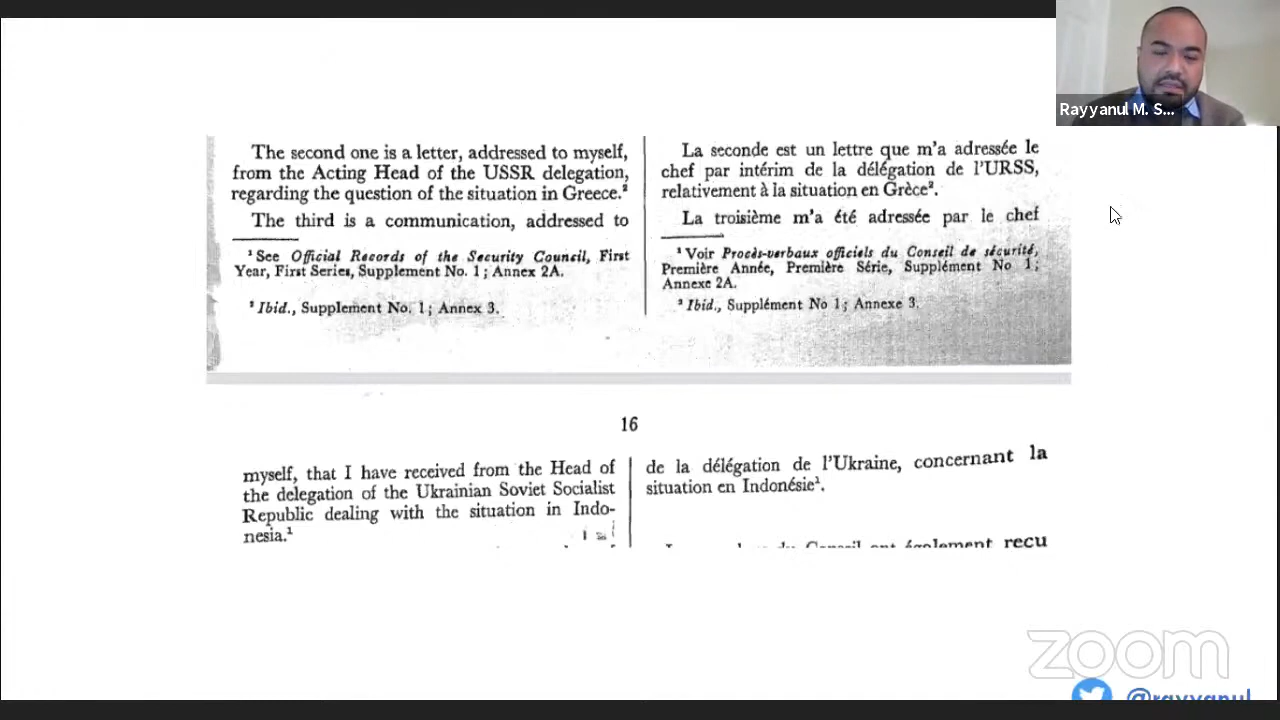 Rayyanul M. S...
The second one is a letter, addressed to myself,
from the Acting Head of the USSR delegation,
regarding the question of the situation in Greece.²
The third is a communication, addressed to
¹ See Official Records of the Security Council, First
Year, First Series, Supplement No. 1; Annex 2A.
² Ibid., Supplement No. 1; Annex 3.
La seconde est un lettre que m'a adressée le
chef par intérim de la délégation de l'URSS,
relativement à la situation en Grèce².
La troisième m'a été adressée par le chef
¹ Voir Procès-verbaux officiels du Conseil de sécurité,
Première Année, Première Série, Supplément No 1;
Annexe 2A.
² Ibid., Supplément No 1; Annexe 3.
16
myself, that I have received from the Head of
the delegation of the Ukrainian Soviet Socialist
Republic dealing with the situation in Indo-
nesia.¹
de la délégation de l'Ukraine, concernant la
situation en Indonésie¹.
du Conseil ont également reçu
zoom
@rayyanul